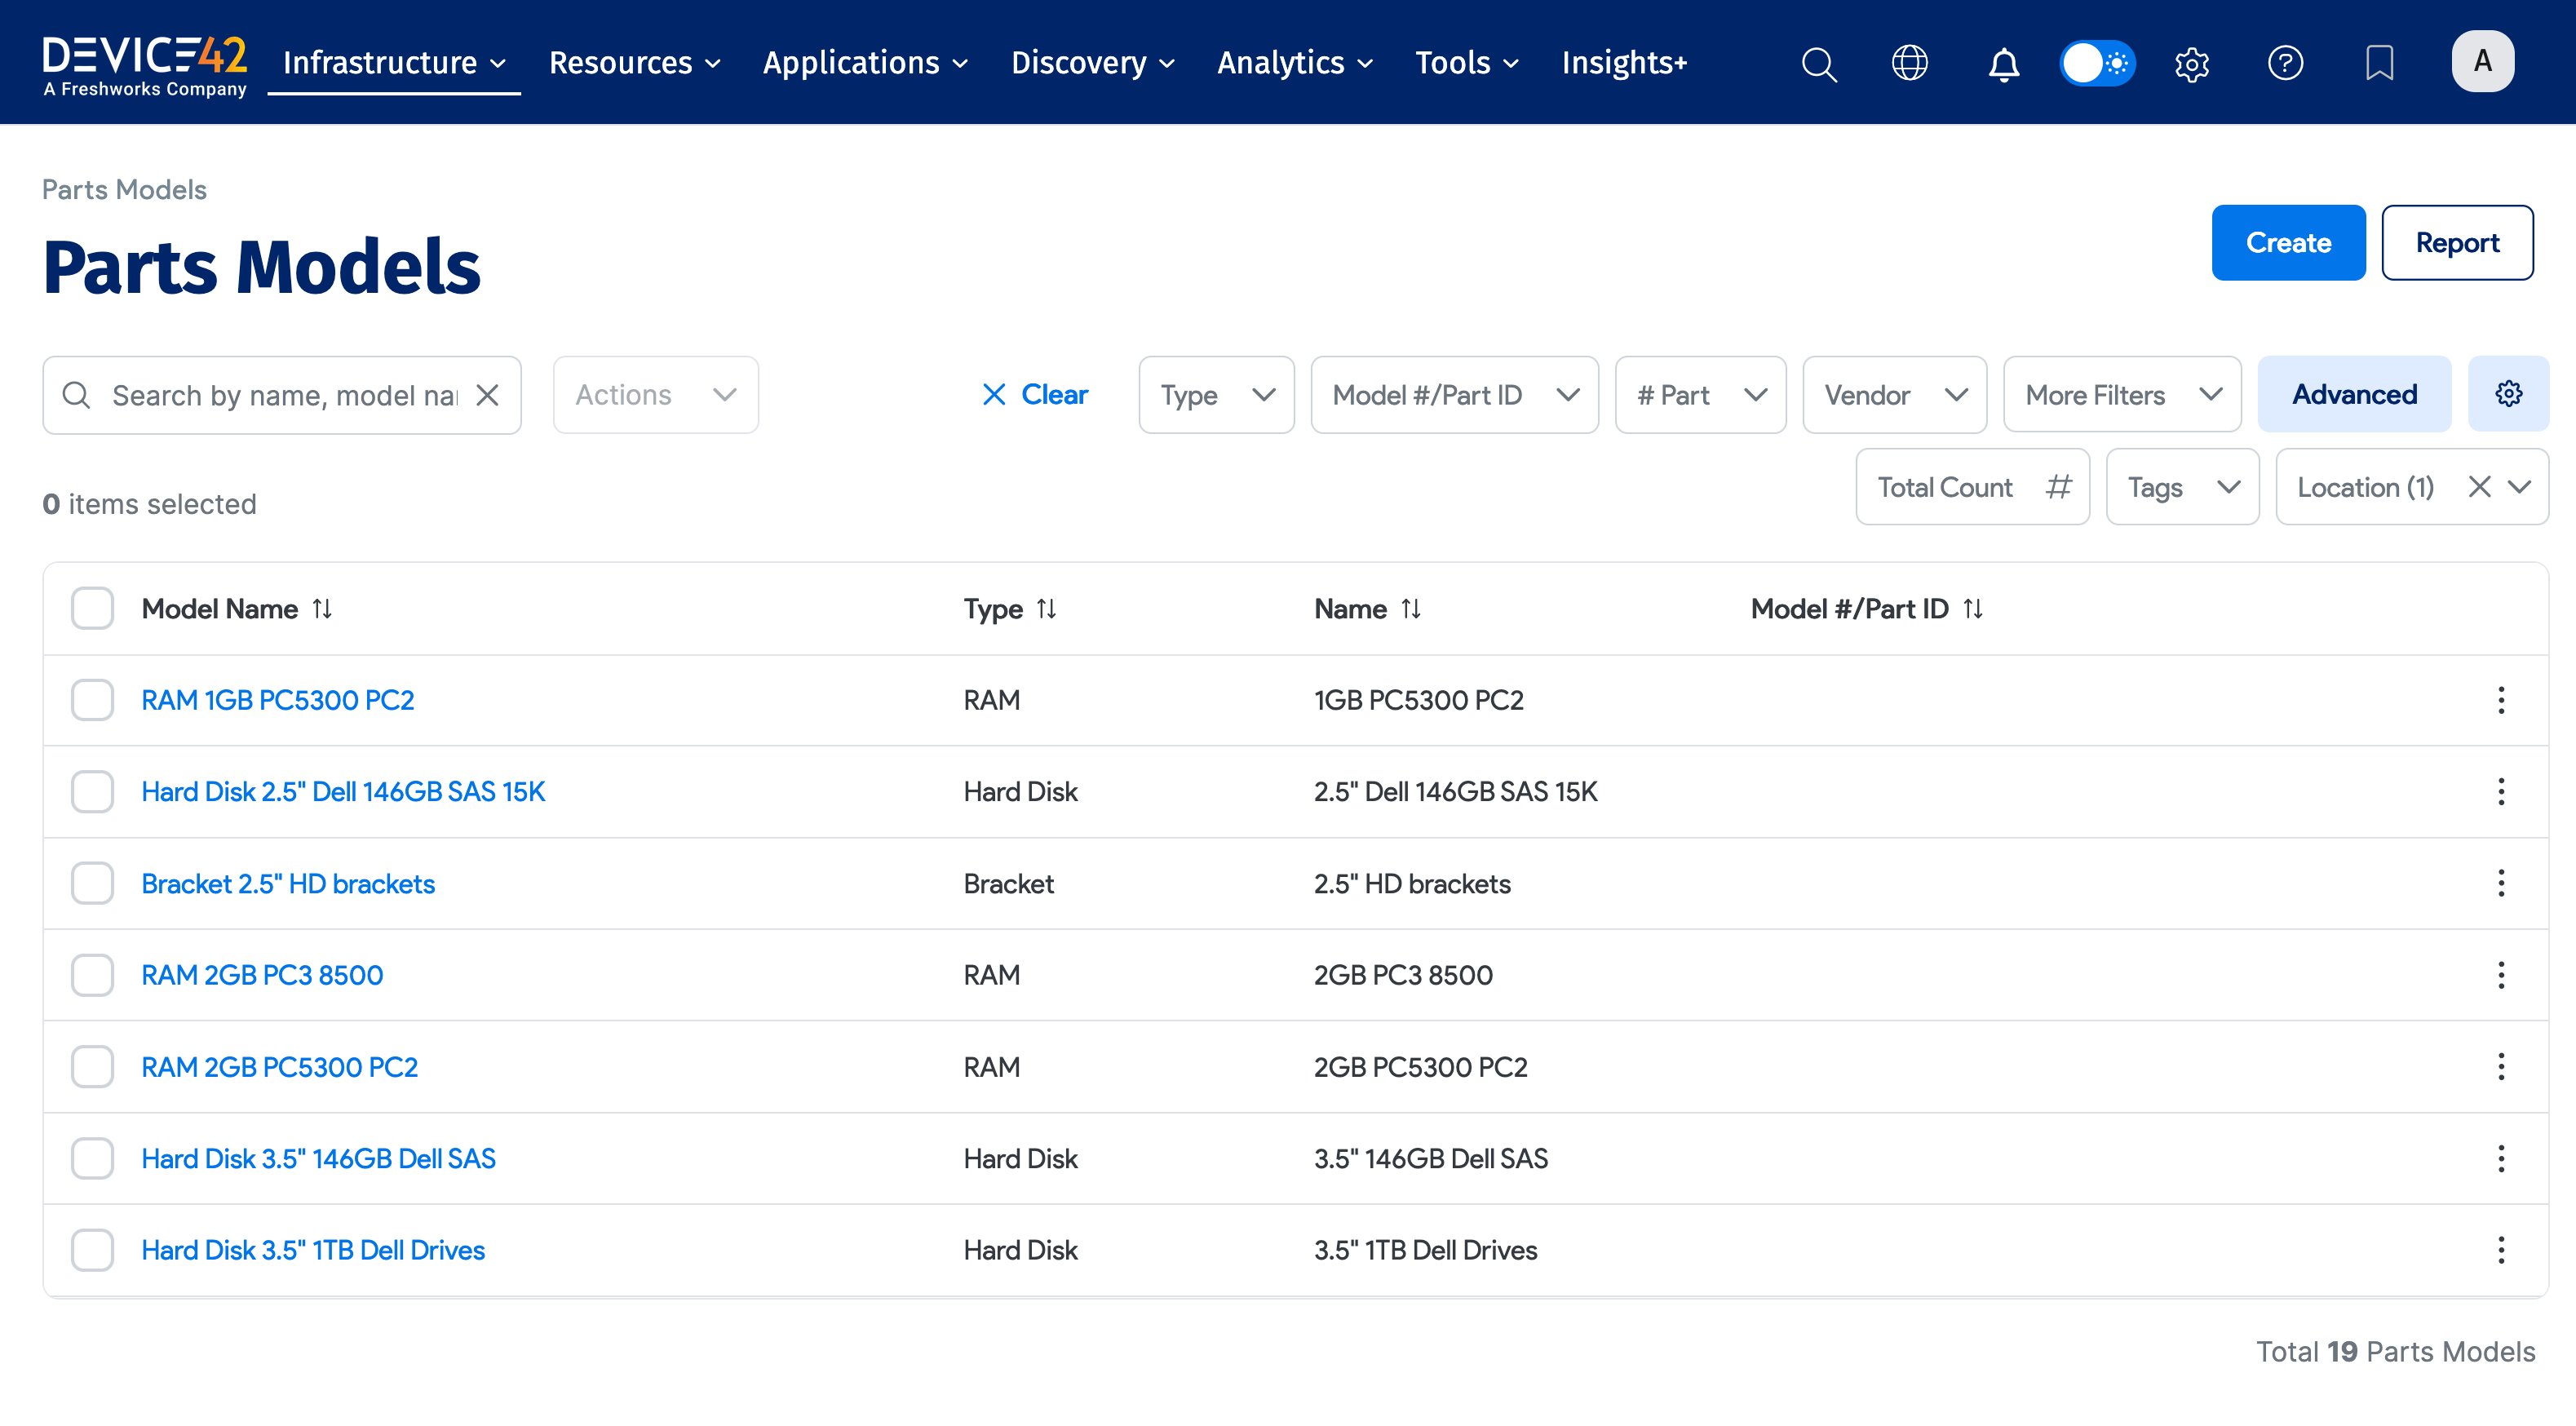 DEVICE42
A Freshworks Company
Infrastructure Resources Applications Discovery Analytics Tools Insights+ A
Parts Models
Parts Models
Create Report
Search by name, model nar Actions Clear Type Model #/Part ID # Part Vendor More Filters Advanced
Total Count # Tags Location (1)
0 items selected
Model Name Type Name Model #/Part ID
RAM 1GB PC5300 PC2 RAM 1GB PC5300 PC2
Hard Disk 2.5" Dell 146GB SAS 15K Hard Disk 2.5" Dell 146GB SAS 15K
Bracket 2.5" HD brackets Bracket 2.5" HD brackets
RAM 2GB PC3 8500 RAM 2GB PC3 8500
RAM 2GB PC5300 PC2 RAM 2GB PC5300 PC2
Hard Disk 3.5" 146GB Dell SAS Hard Disk 3.5" 146GB Dell SAS
Hard Disk 3.5" 1TB Dell Drives Hard Disk 3.5" 1TB Dell Drives
Total 19 Parts Models